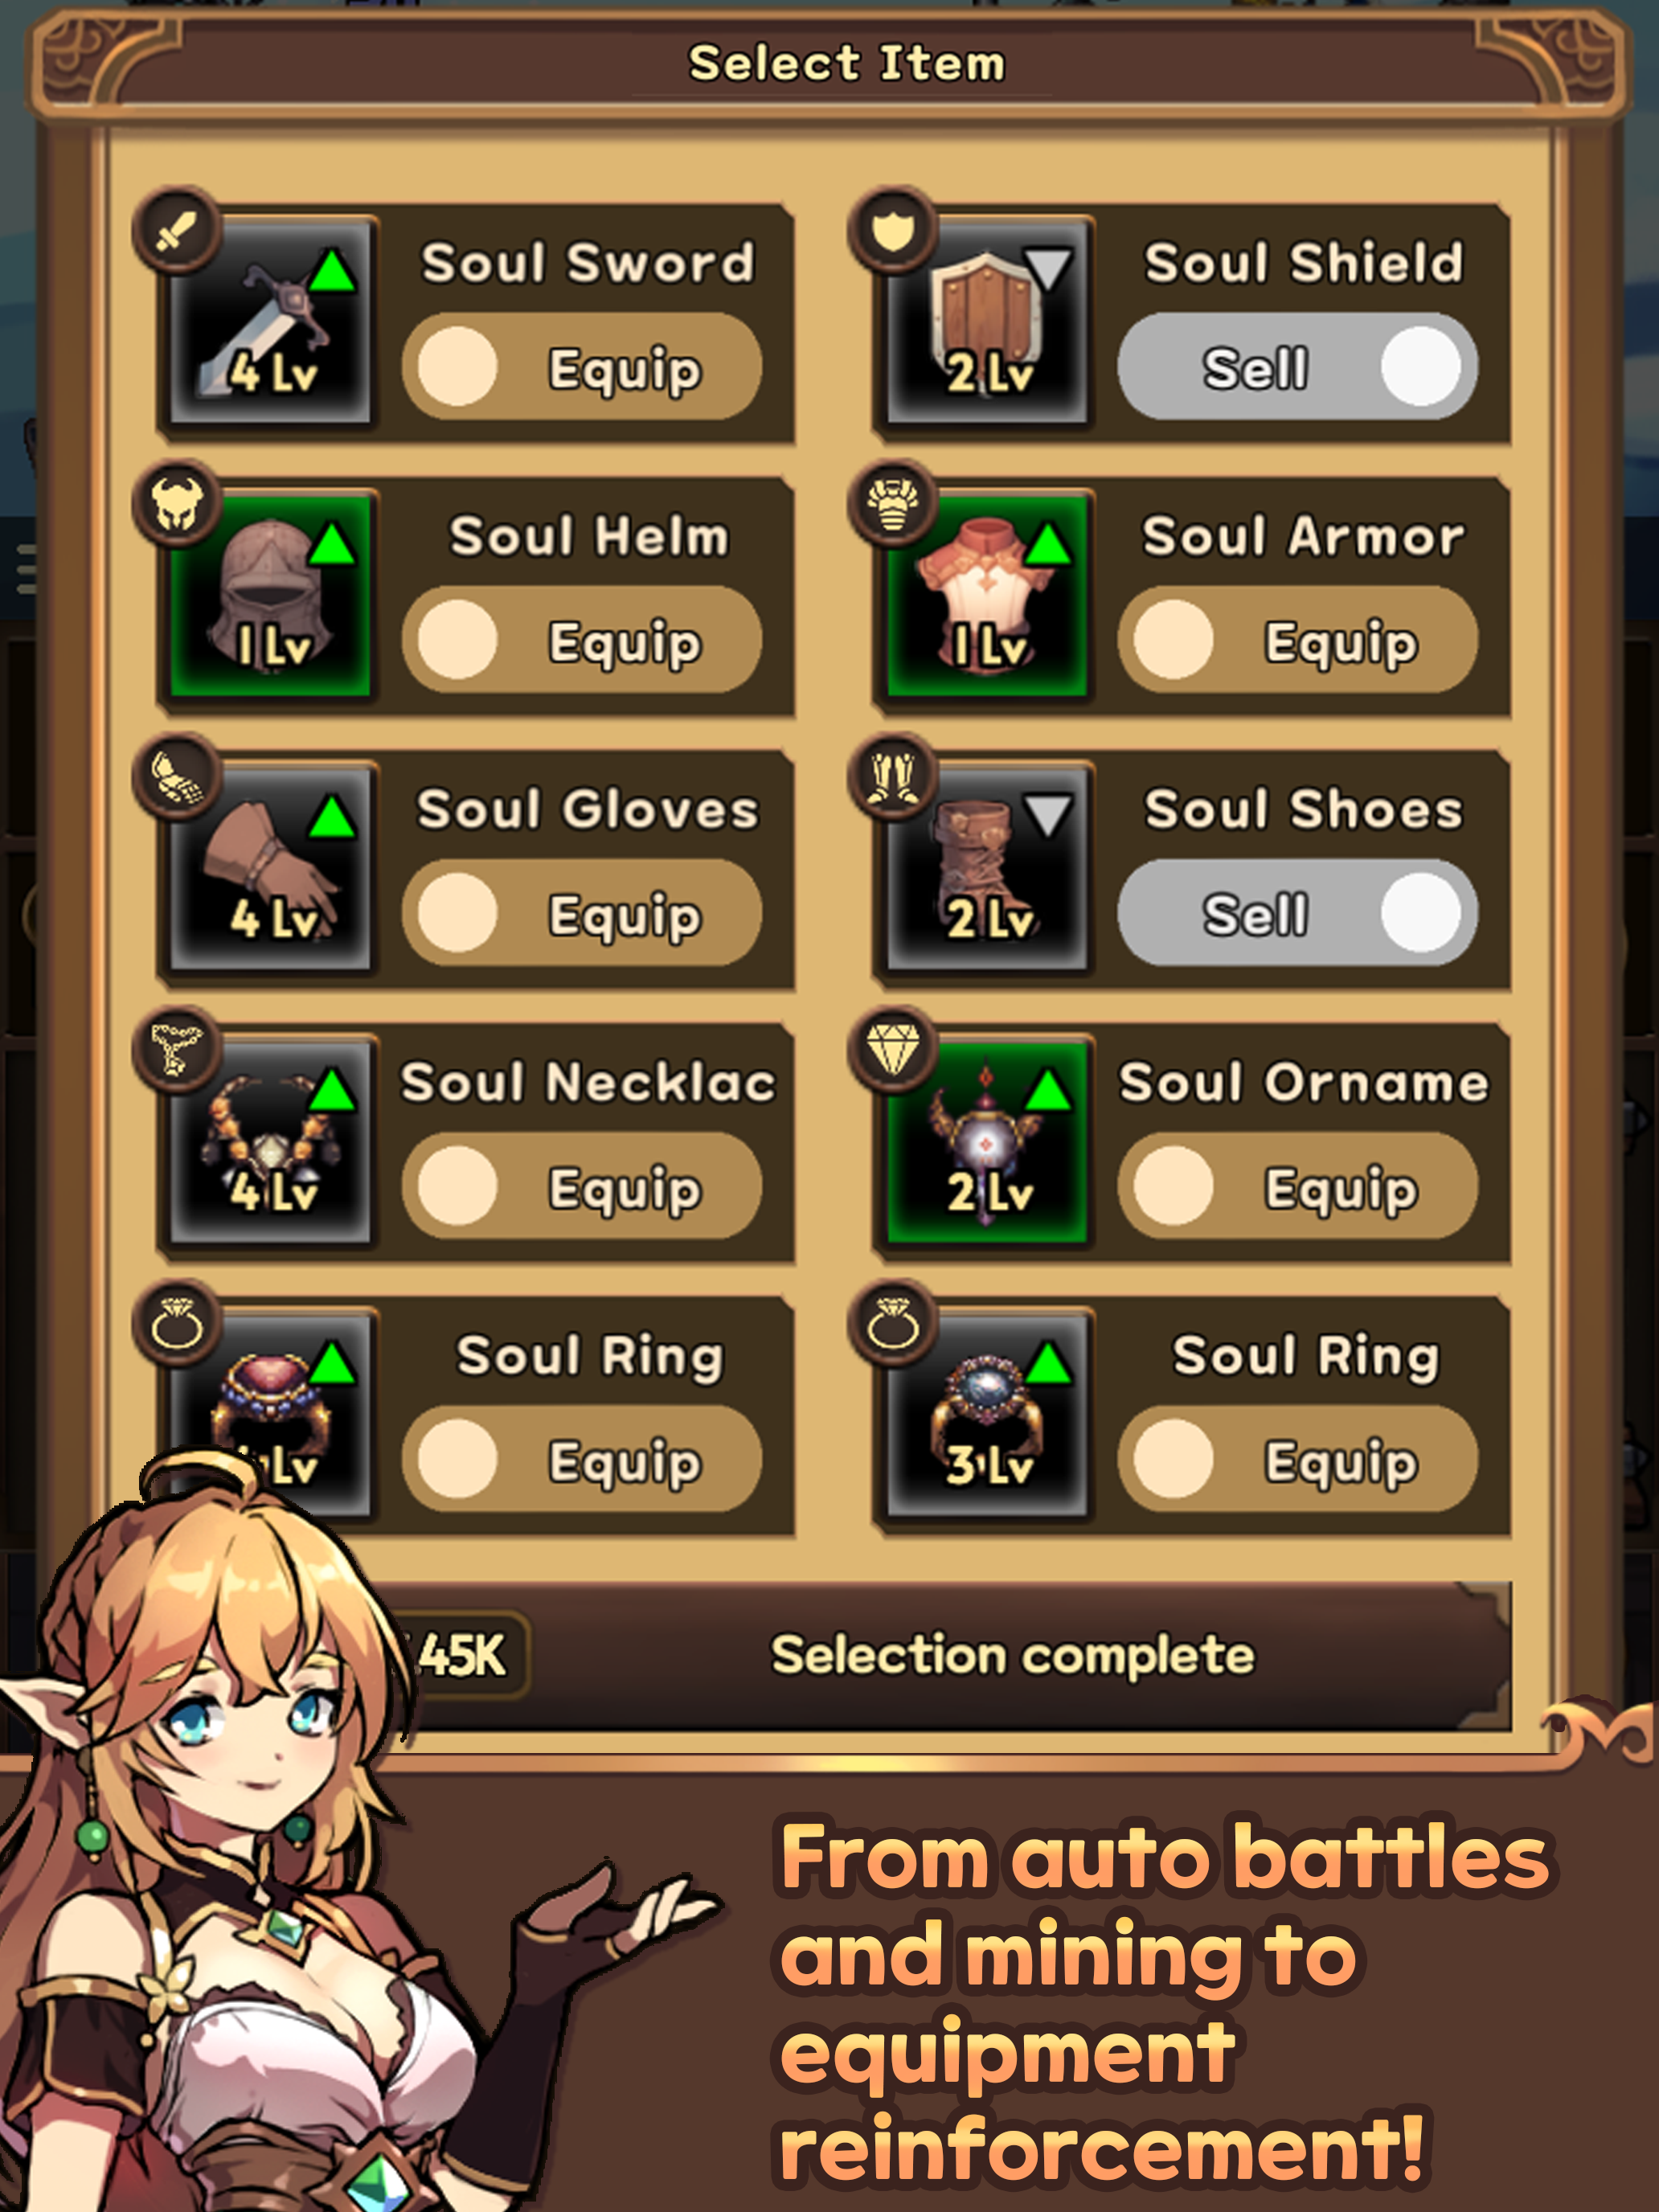 Select Item
Soul Sword
4 Lv
Equip
Soul Shield
2 Lv
Sell
Soul Helm
1 Lv
Equip
Soul Armor
1 Lv
Equip
Soul Gloves
4 Lv
Equip
Soul Shoes
2 Lv
Sell
Soul Necklac
4 Lv
Equip
Soul Orname
2 Lv
Equip
Soul Ring
Lv
Equip
Soul Ring
3 Lv
Equip
.45K
Selection complete
From auto battles
and mining to
equipment
reinforcement!